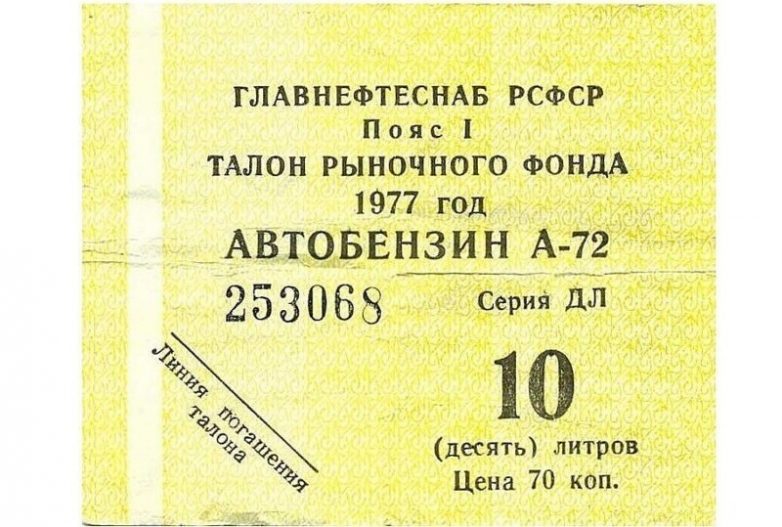 ГЛАВНЕФТЕСНАБ РСФСР
Пояс I
ТАЛОН РЫНОЧНОГО ФОНДА
1977 год
АВТОБЕНЗИН А-72
253068 Серия ДЛ
10
(десять) литров
Цена 70 коп.
Линия погашения
талона